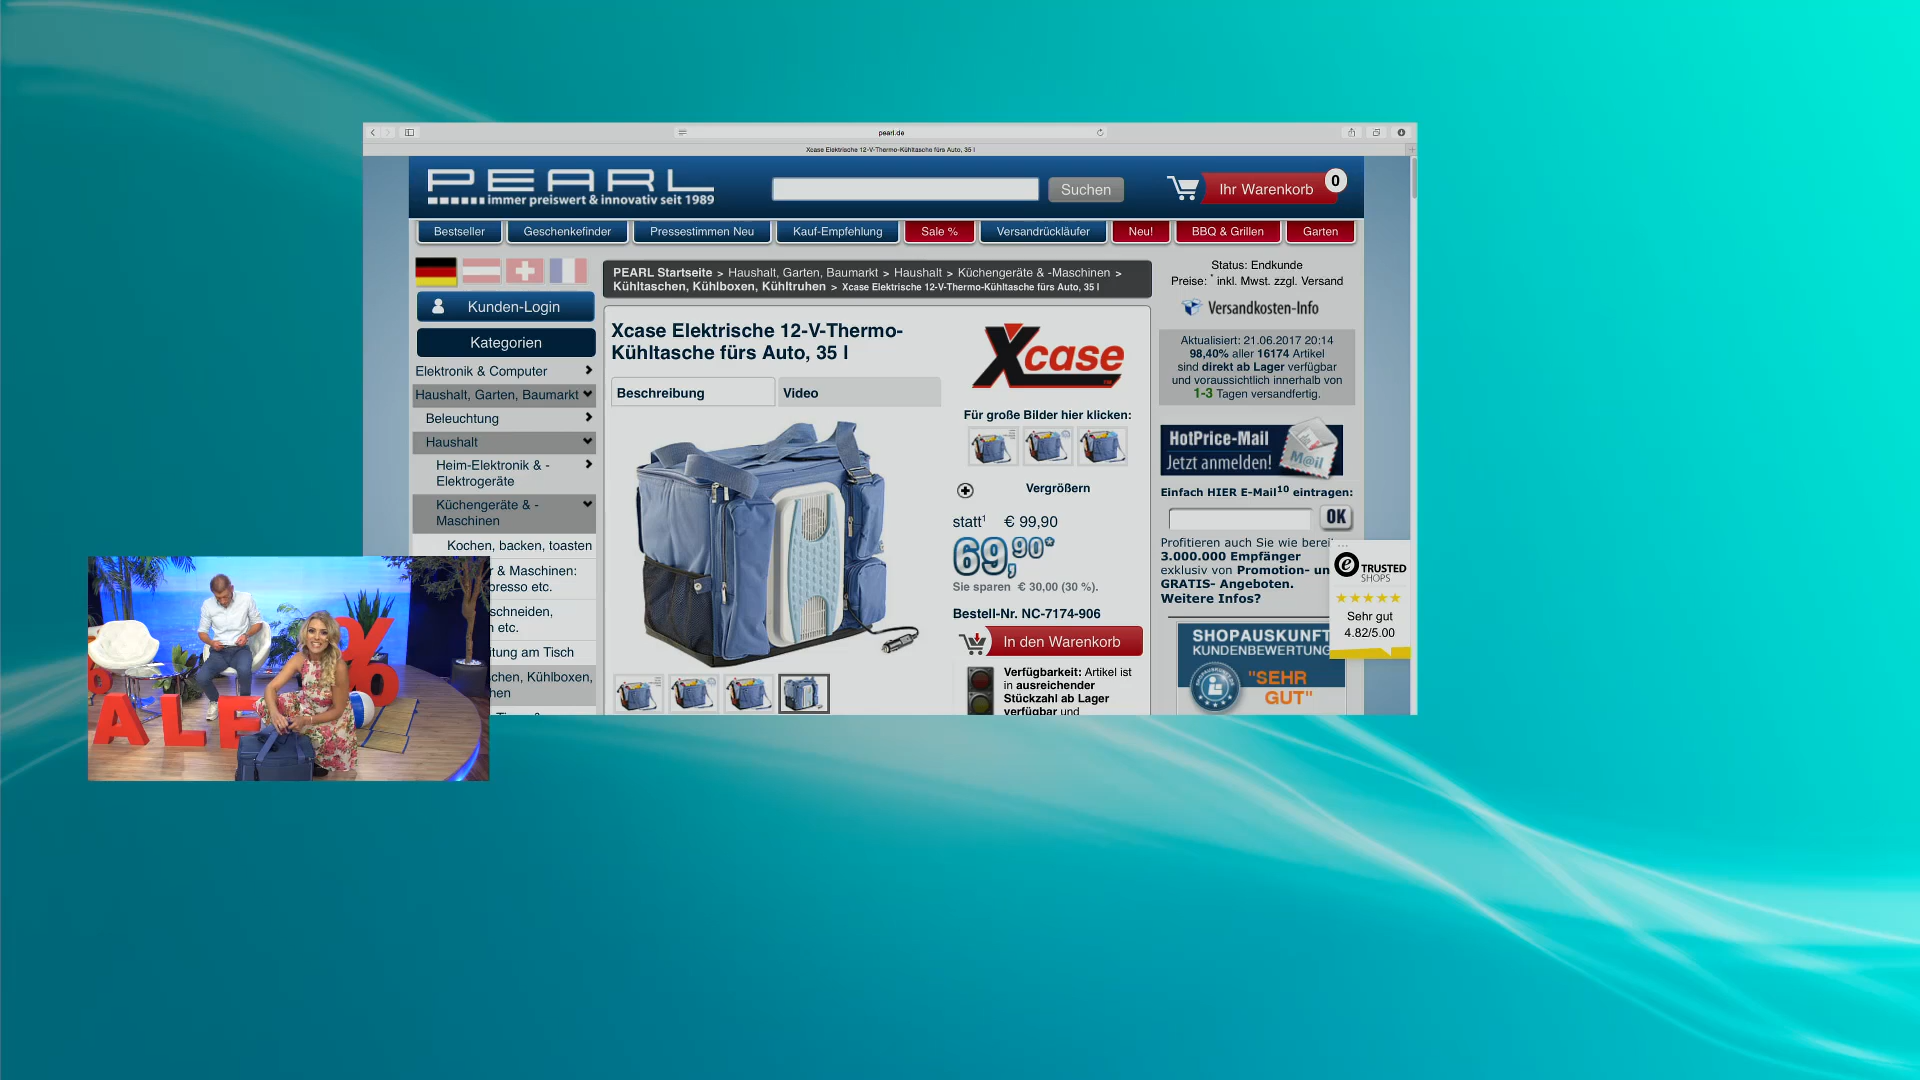 pearl.de
Xcase Elektrische 12-V-Thermo-Kühltasche fürs Auto, 35 l
PEARL
immer preiswert & innovativ seit 1989
Suchen
Ihr Warenkorb
0
Bestseller
Geschenkefinder
Pressestimmen Neu
Kauf-Empfehlung
Sale %
Versandrückläufer
Neu!
BBQ & Grillen
Garten
Kunden-Login
Kategorien
Elektronik & Computer
Haushalt, Garten, Baumarkt
Beleuchtung
Haushalt
Heim-Elektronik & -
Elektrogeräte
Küchengeräte & -
Maschinen
Kochen, backen, toasten
r & Maschinen:
presso etc.
schneiden,
n etc.
itung am Tisch
schen, Kühlboxen,
hen
PEARL Startseite > Haushalt, Garten, Baumarkt > Haushalt > Küchengeräte & -Maschinen >
Kühltaschen, Kühlboxen, Kühltruhen > Xcase Elektrische 12-V-Thermo-Kühltasche fürs Auto, 35 l
Xcase Elektrische 12-V-Thermo-
Kühltasche fürs Auto, 35 l
Beschreibung
Video
Xcase
Für große Bilder hier klicken:
Vergrößern
statt¹ € 99,90
69,90*
Sie sparen € 30,00 (30 %).
Bestell-Nr. NC-7174-906
In den Warenkorb
Verfügbarkeit: Artikel ist
in ausreichender
Stückzahl ab Lager
verfügbar und
Status: Endkunde
Preise: * inkl. Mwst. zzgl. Versand
Versandkosten-Info
Aktualisiert: 21.06.2017 20:14
98,40% aller 16174 Artikel
sind direkt ab Lager verfügbar
und voraussichtlich innerhalb von
1-3 Tagen versandfertig.
HotPrice-Mail
Jetzt anmelden!
M@il
Einfach HIER E-Mail¹⁰ eintragen:
OK
Profitieren auch Sie wie bereit ...
3.000.000 Empfänger
exklusiv von Promotion- un
GRATIS- Angeboten.
Weitere Infos?
e TRUSTED
SHOPS
Sehr gut
4.82/5.00
SHOPAUSKUNFT
KUNDENBEWERTUNG
"SEHR
GUT"
%
%
ALE